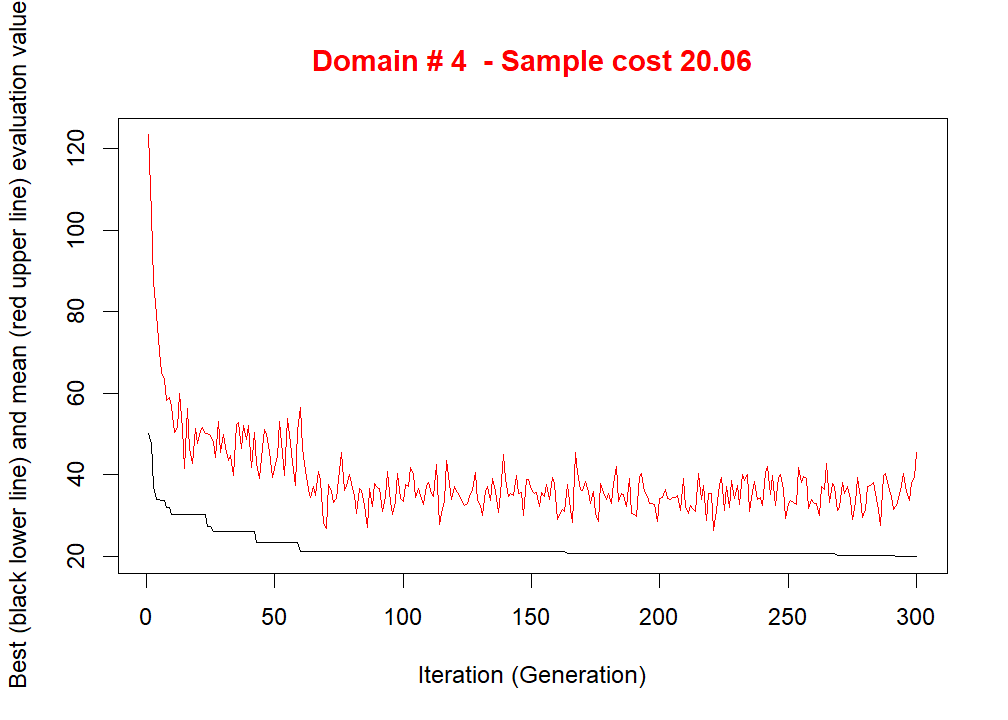 Domain # 4  - Sample cost 20.06
Best (black lower line) and mean (red upper line) evaluation value
120
100
80
60
40
20
0 50 100 150 200 250 300
Iteration (Generation)